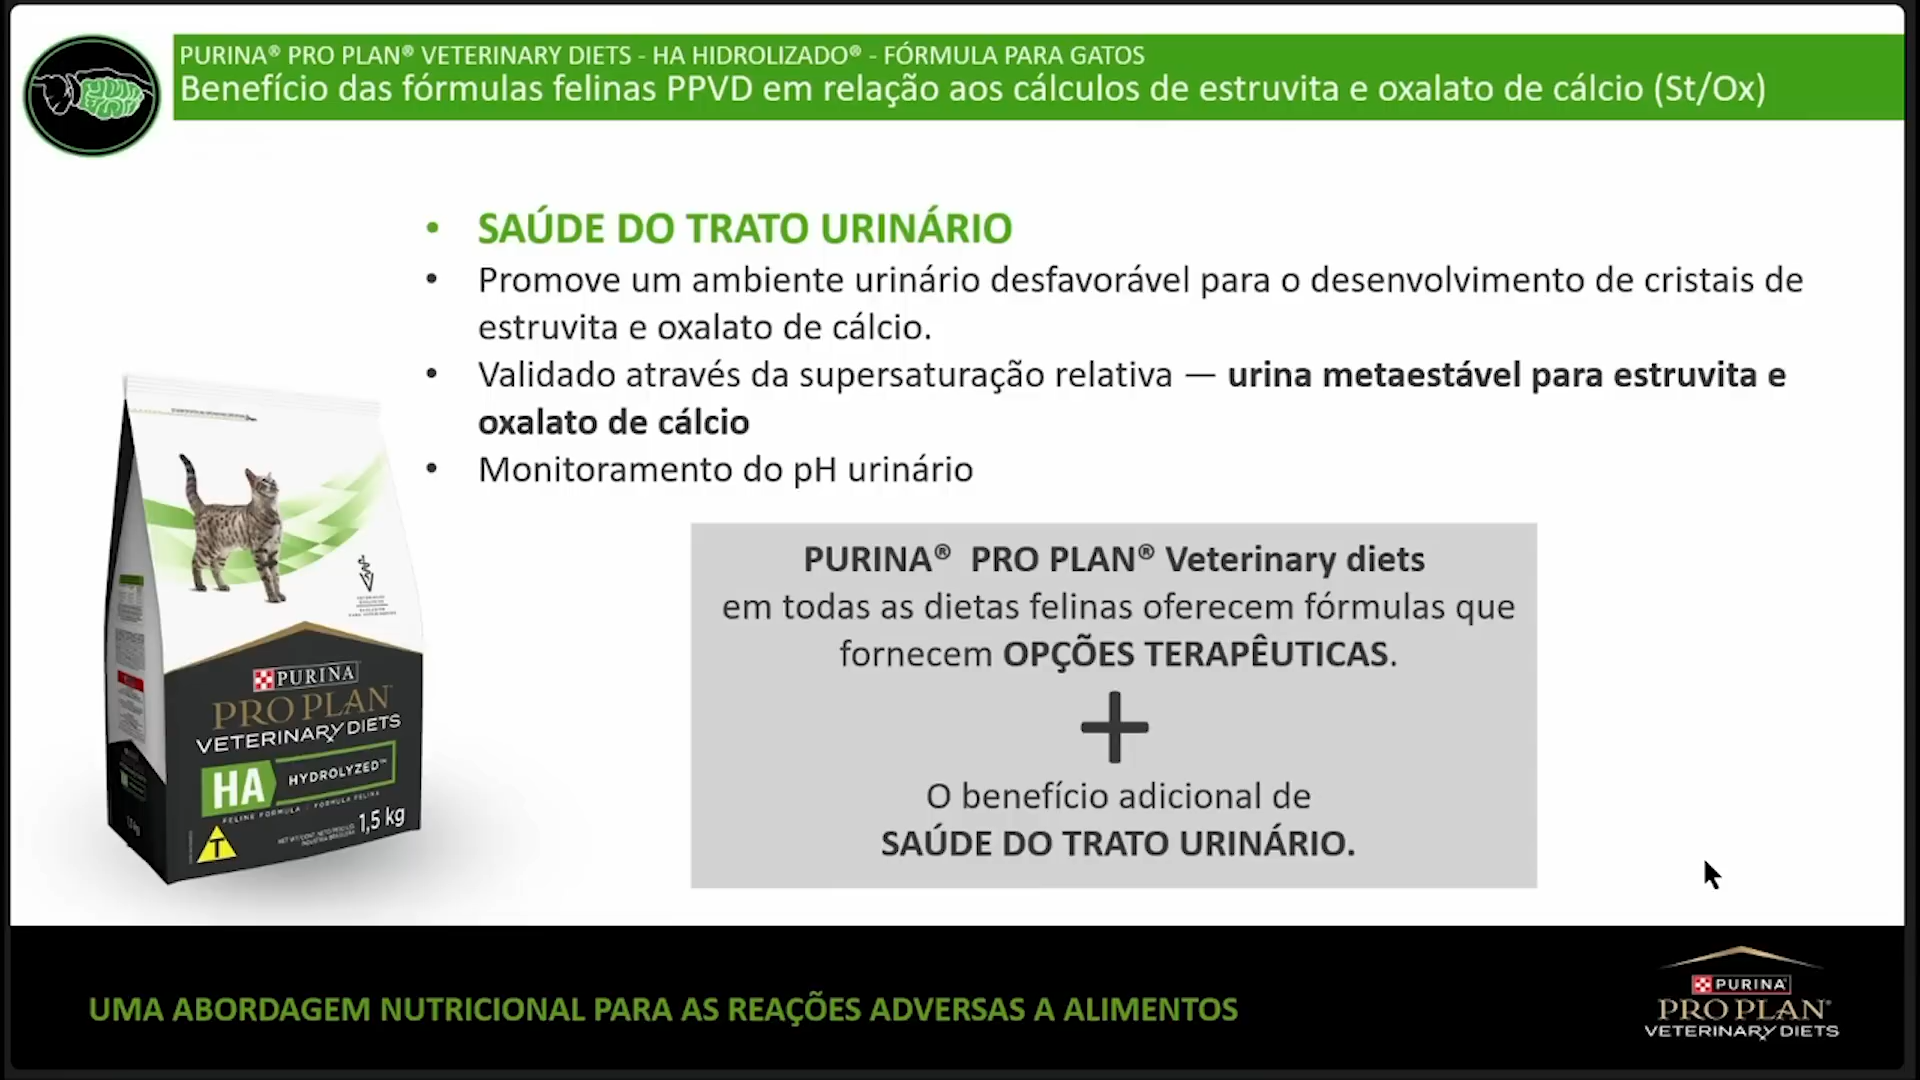 PURINA® PRO PLAN® VETERINARY DIETS - HA HIDROLIZADO® - FÓRMULA PARA GATOS
Benefício das fórmulas felinas PPVD em relação aos cálculos de estruvita e oxalato de cálcio (St/Ox)
• SAÚDE DO TRATO URINÁRIO
• Promove um ambiente urinário desfavorável para o desenvolvimento de cristais de
estruvita e oxalato de cálcio.
• Validado através da supersaturação relativa — urina metaestável para estruvita e
oxalato de cálcio
• Monitoramento do pH urinário
PURINA® PRO PLAN® Veterinary diets
em todas as dietas felinas oferecem fórmulas que
fornecem OPÇÕES TERAPÊUTICAS.
+
O benefício adicional de
SAÚDE DO TRATO URINÁRIO.
PURINA
PRO PLAN
VETERINARY DIETS
HA HYDROLYZED™
FELINE FORMULA / FÓRMULA FELINA
1,5 kg
T
UMA ABORDAGEM NUTRICIONAL PARA AS REAÇÕES ADVERSAS A ALIMENTOS
PURINA
PRO PLAN®
VETERINARY DIETS